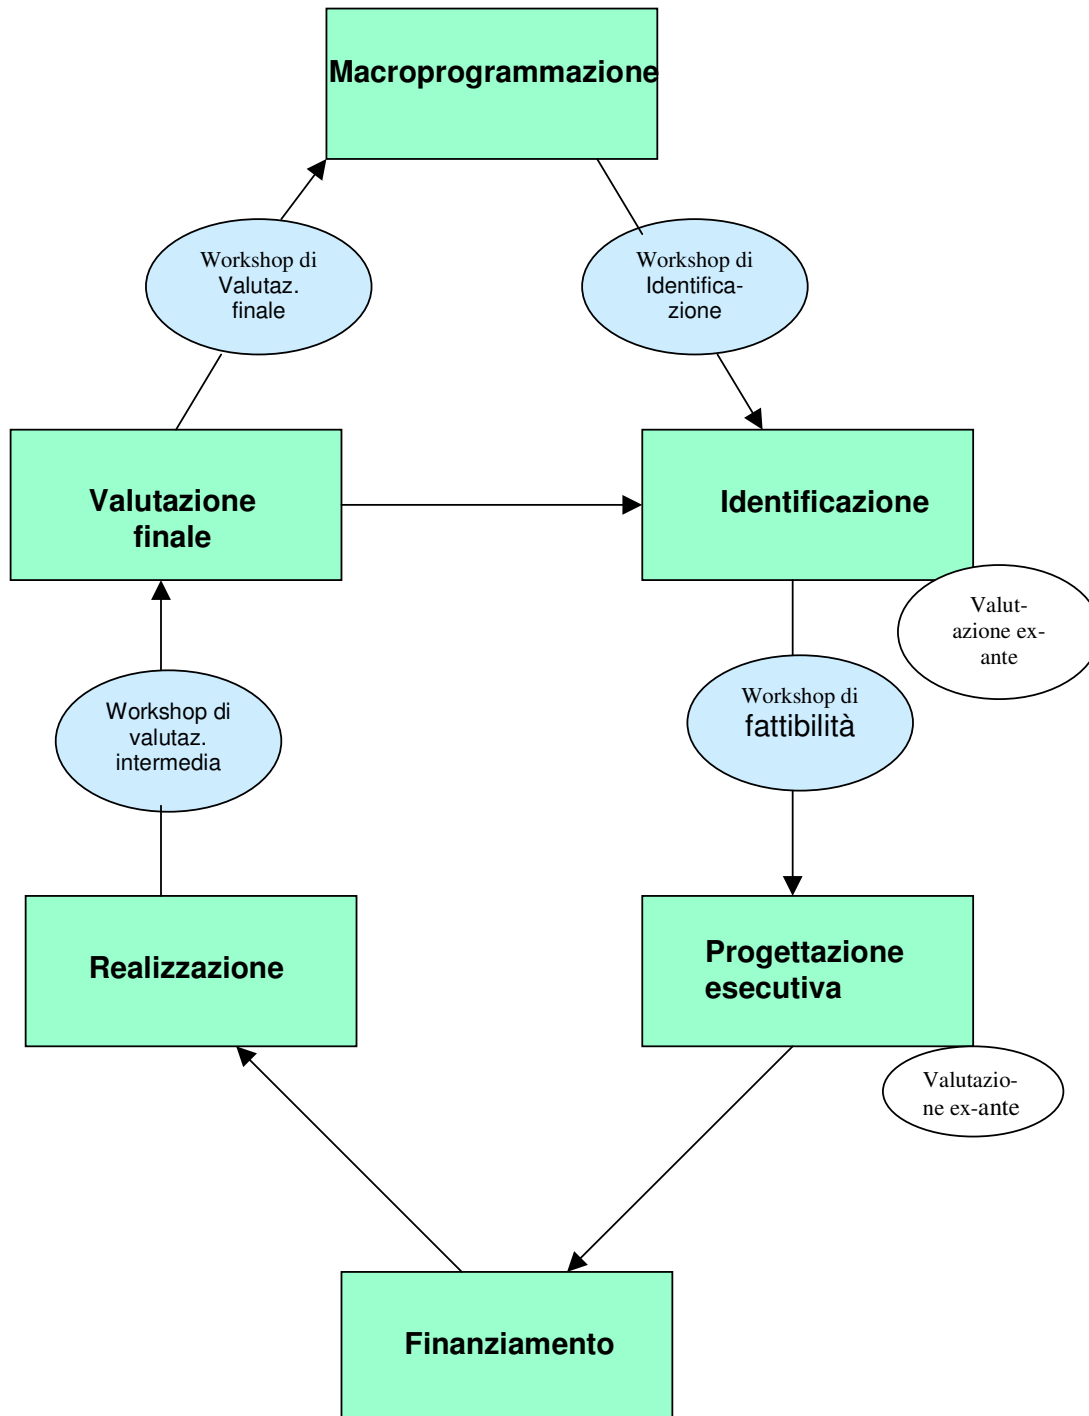 Macroprogrammazione
Workshop di
Valutaz.
finale
Workshop di
Identifica-
zione
Valutazione
finale
Identificazione
Valut-
azione ex-
ante
Workshop di
valutaz.
intermedia
Workshop di
fattibilità
Realizzazione
Progettazione
esecutiva
Valutazio-
ne ex-ante
Finanziamento